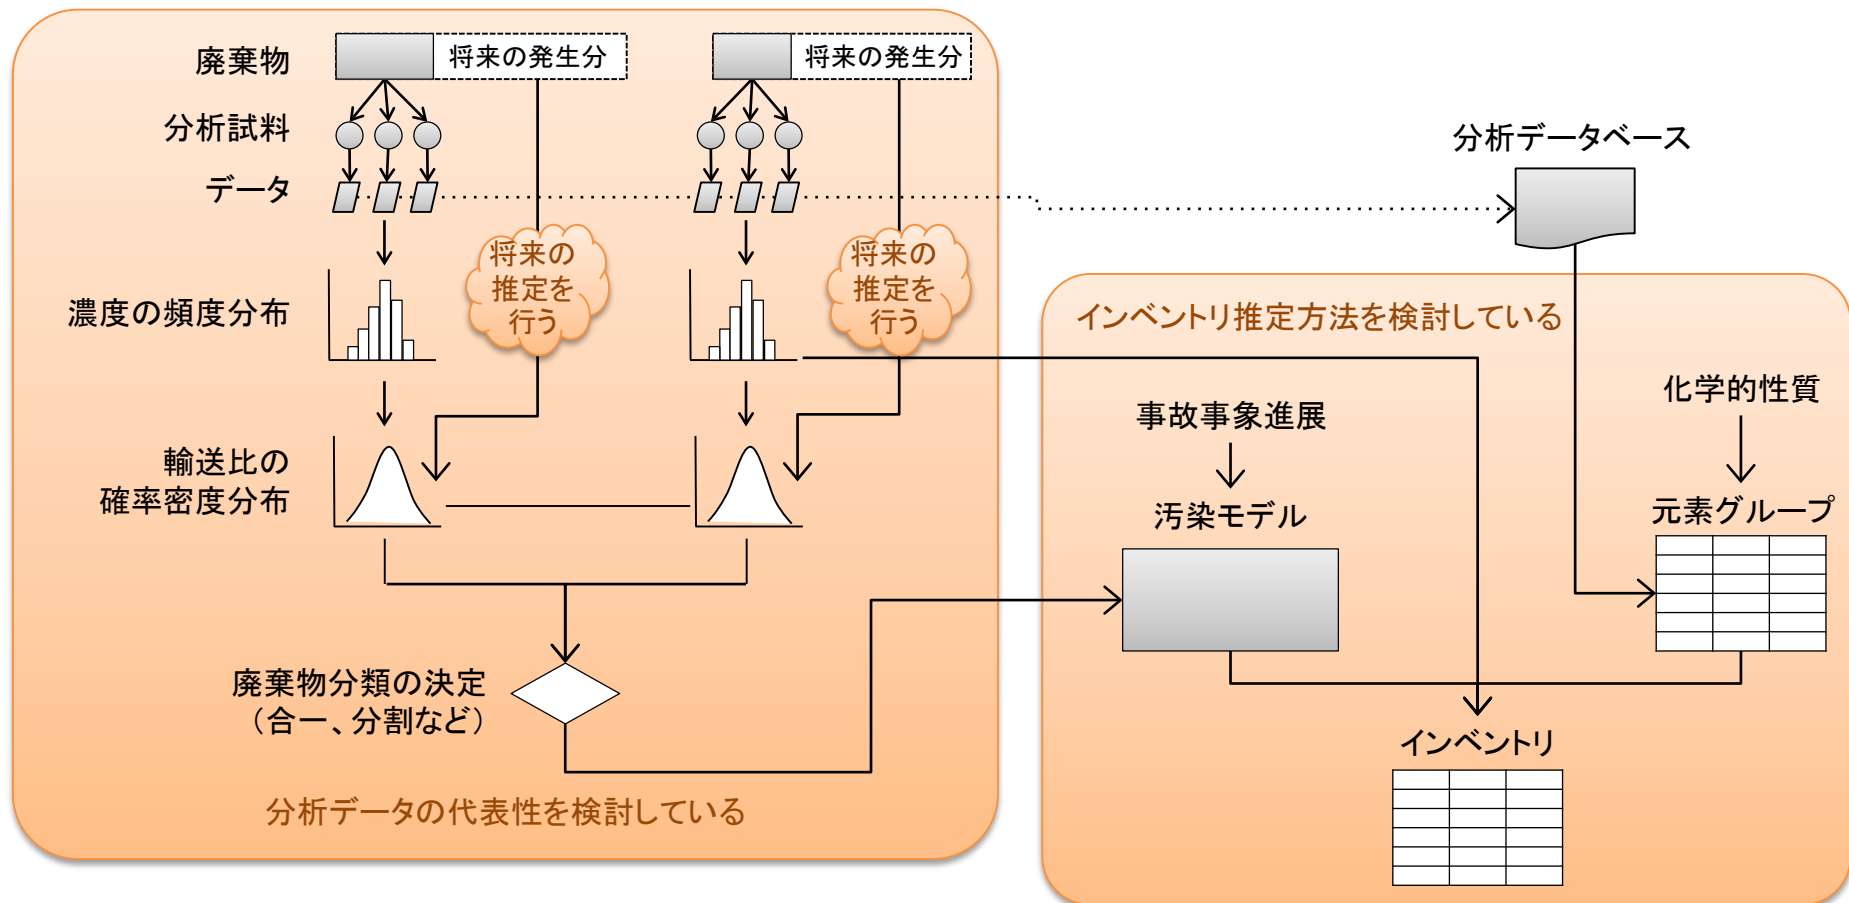 廃棄物
将来の発生分
将来の発生分
分析試料
データ
分析データベース
将来の
推定を
行う
将来の
推定を
行う
濃度の頻度分布
インベントリ推定方法を検討している
事故事象進展
化学的性質
輸送比の
確率密度分布
汚染モデル
元素グループ
廃棄物分類の決定
（合一、分割など）
インベントリ
分析データの代表性を検討している